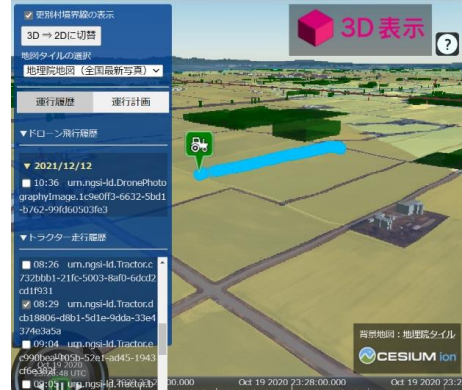 更別村境界線の表示
3D ⇒ 2Dに切替
地図タイルの選択
地理院地図（全国最新写真）
運行履歴 運行計画
▼ドローン飛行履歴
▼ 2021/12/12
10:36 urn.ngsi-ld.DronePhoto
graphyImage.1c9e0ff3-6632-5bd1
-b762-99fd60503fe3
▼トラクター走行履歴
08:26 urn.ngsi-ld.Tractor.c
732bbb1-21fc-5003-8af0-6dcd2
cd1f931
08:29 urn.ngsi-ld.Tractor.d
cb18806-d8b1-5d1e-9dda-33e4
374e3a5a
09:04 urn.ngsi-ld.Tractor.e
3D表示
?
背景地図：地理院タイル
CESIUM ion
Oct 19 2020 23:28:00.000